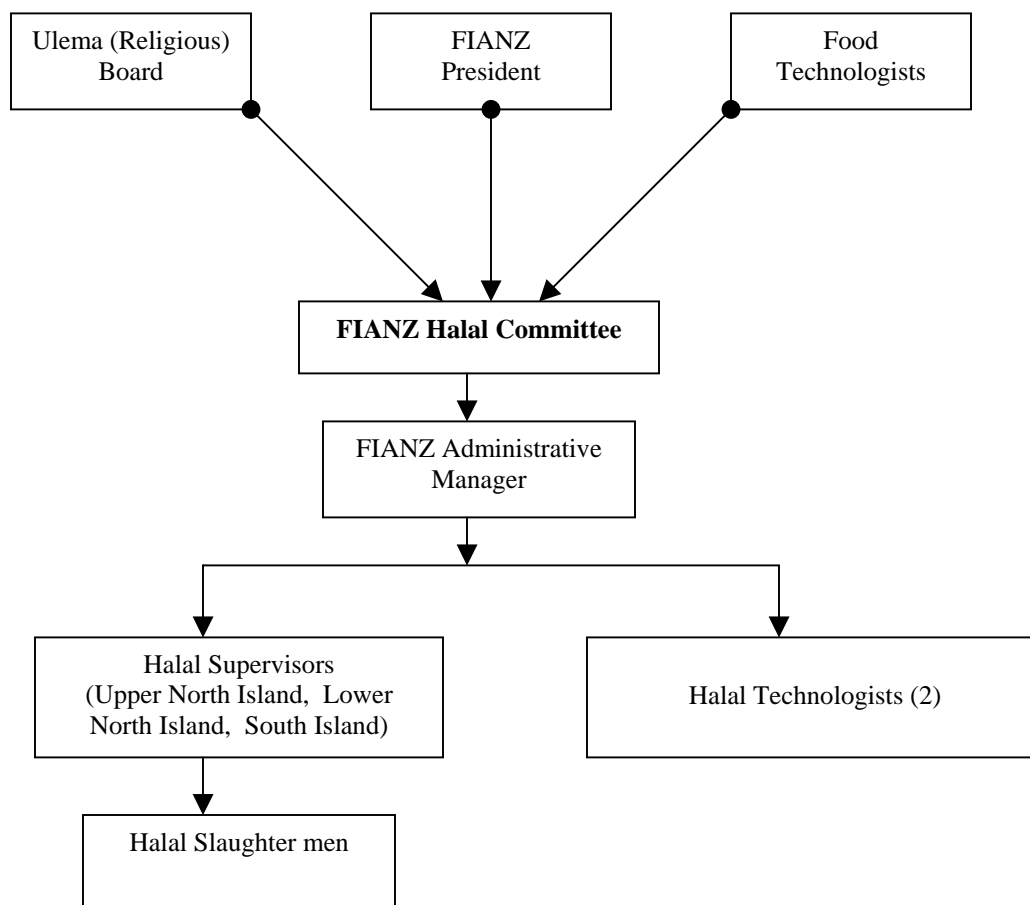 Ulema (Religious)
Board
FIANZ
President
Food
Technologists
FIANZ Halal Committee
FIANZ Administrative
Manager
Halal Supervisors
(Upper North Island,  Lower
North Island,  South Island)
Halal Technologists (2)
Halal Slaughter men